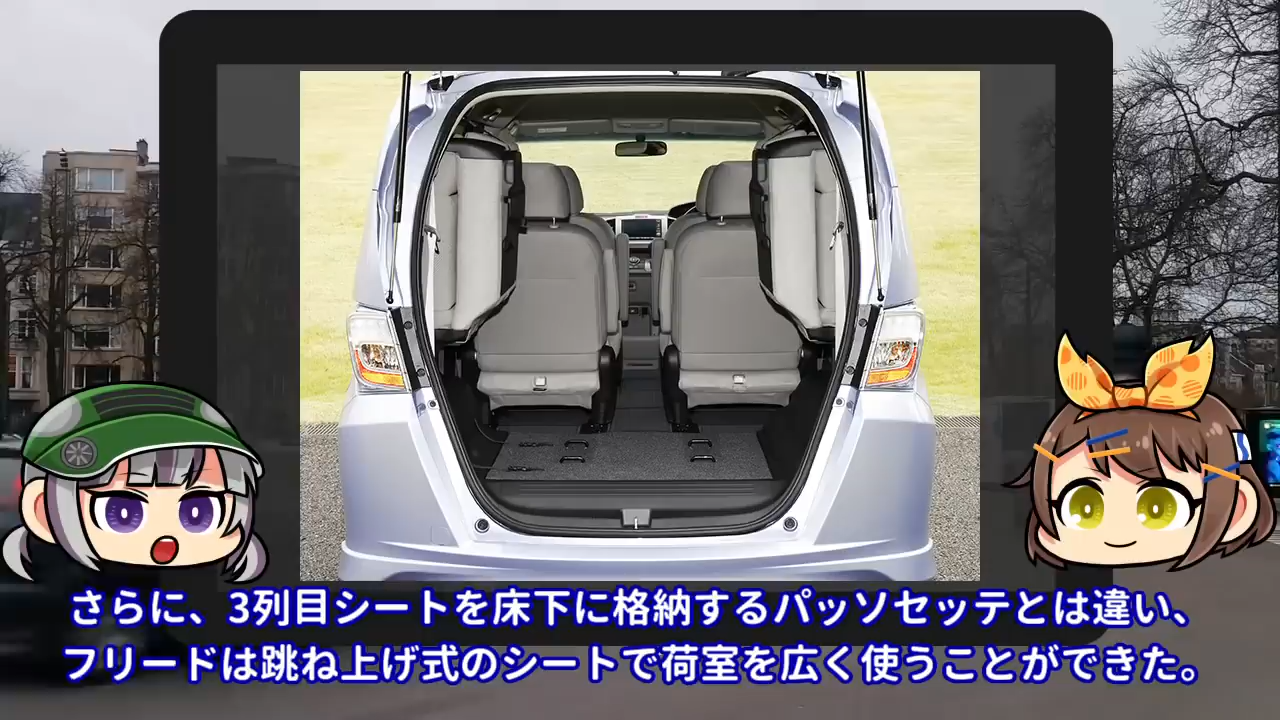 さらに、3列目シートを床下に格納するパッソセッテとは違い、
フリードは跳ね上げ式のシートで荷室を広く使うことができた。